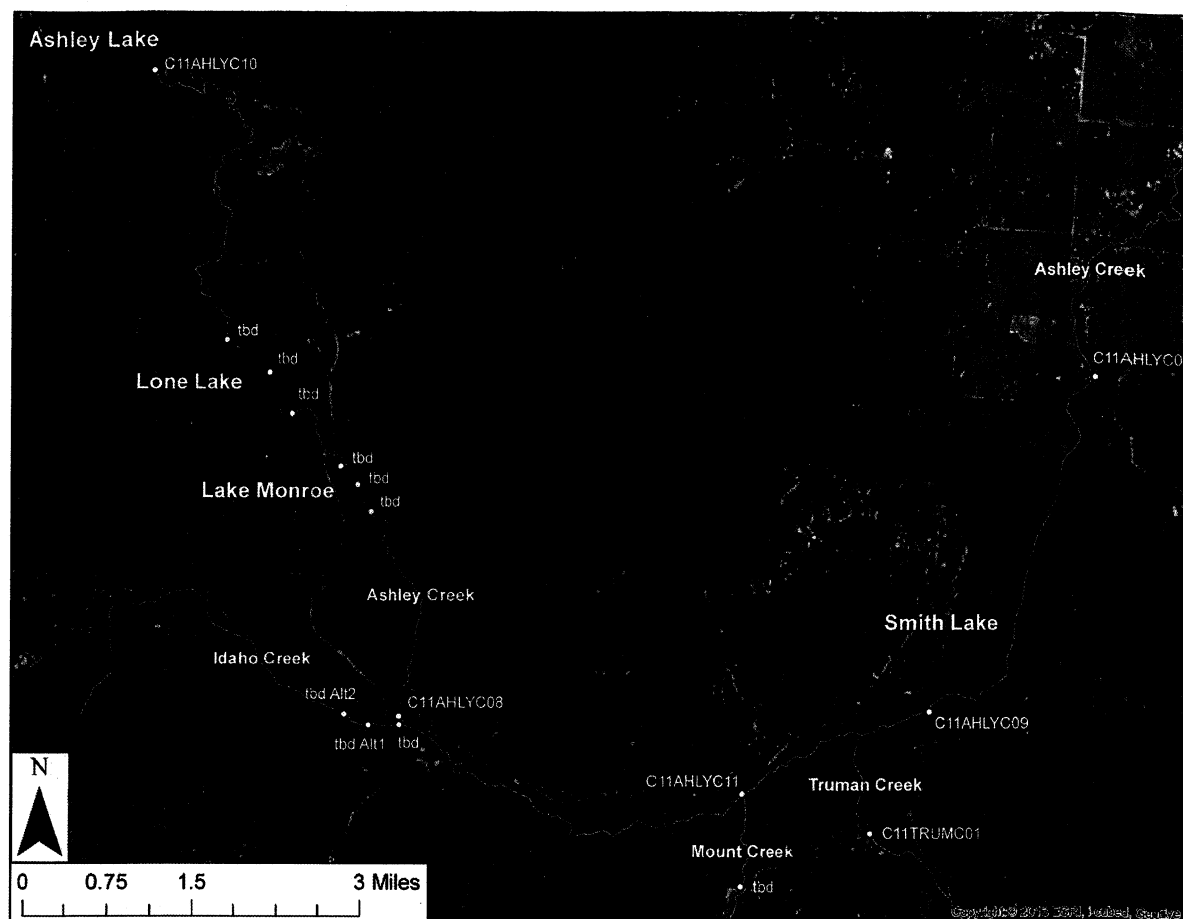 Ashley Lake
C11AHLYC10
Ashley Creek
tbd
C11AHLYC0
tbd
Lone Lake
tbd
tbd
tbd
Lake Monroe
tbd
Ashley Creek
Smith Lake
Idaho Creek
tbd Alt2
C11AHLYC08
C11AHLYC09
tbd Alt1
tbd
N
C11AHLYC11
Truman Creek
C11TRUMC01
Mount Creek
0 0.75 1.5 3 Miles
tbd